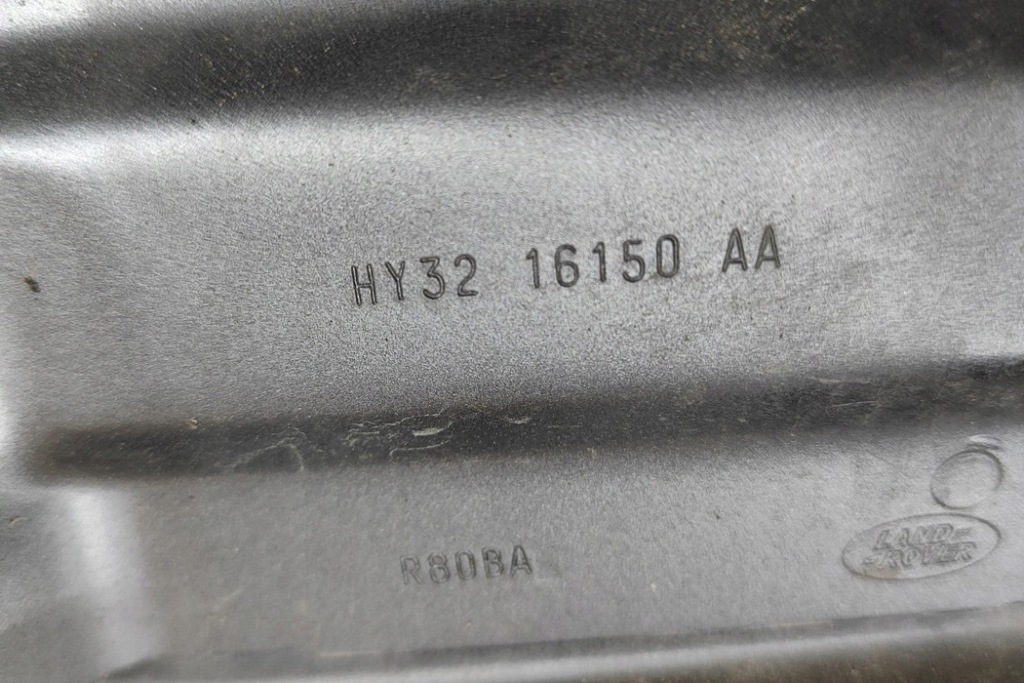 HY32 16150 AA
R80BA
LAND-
-ROVER